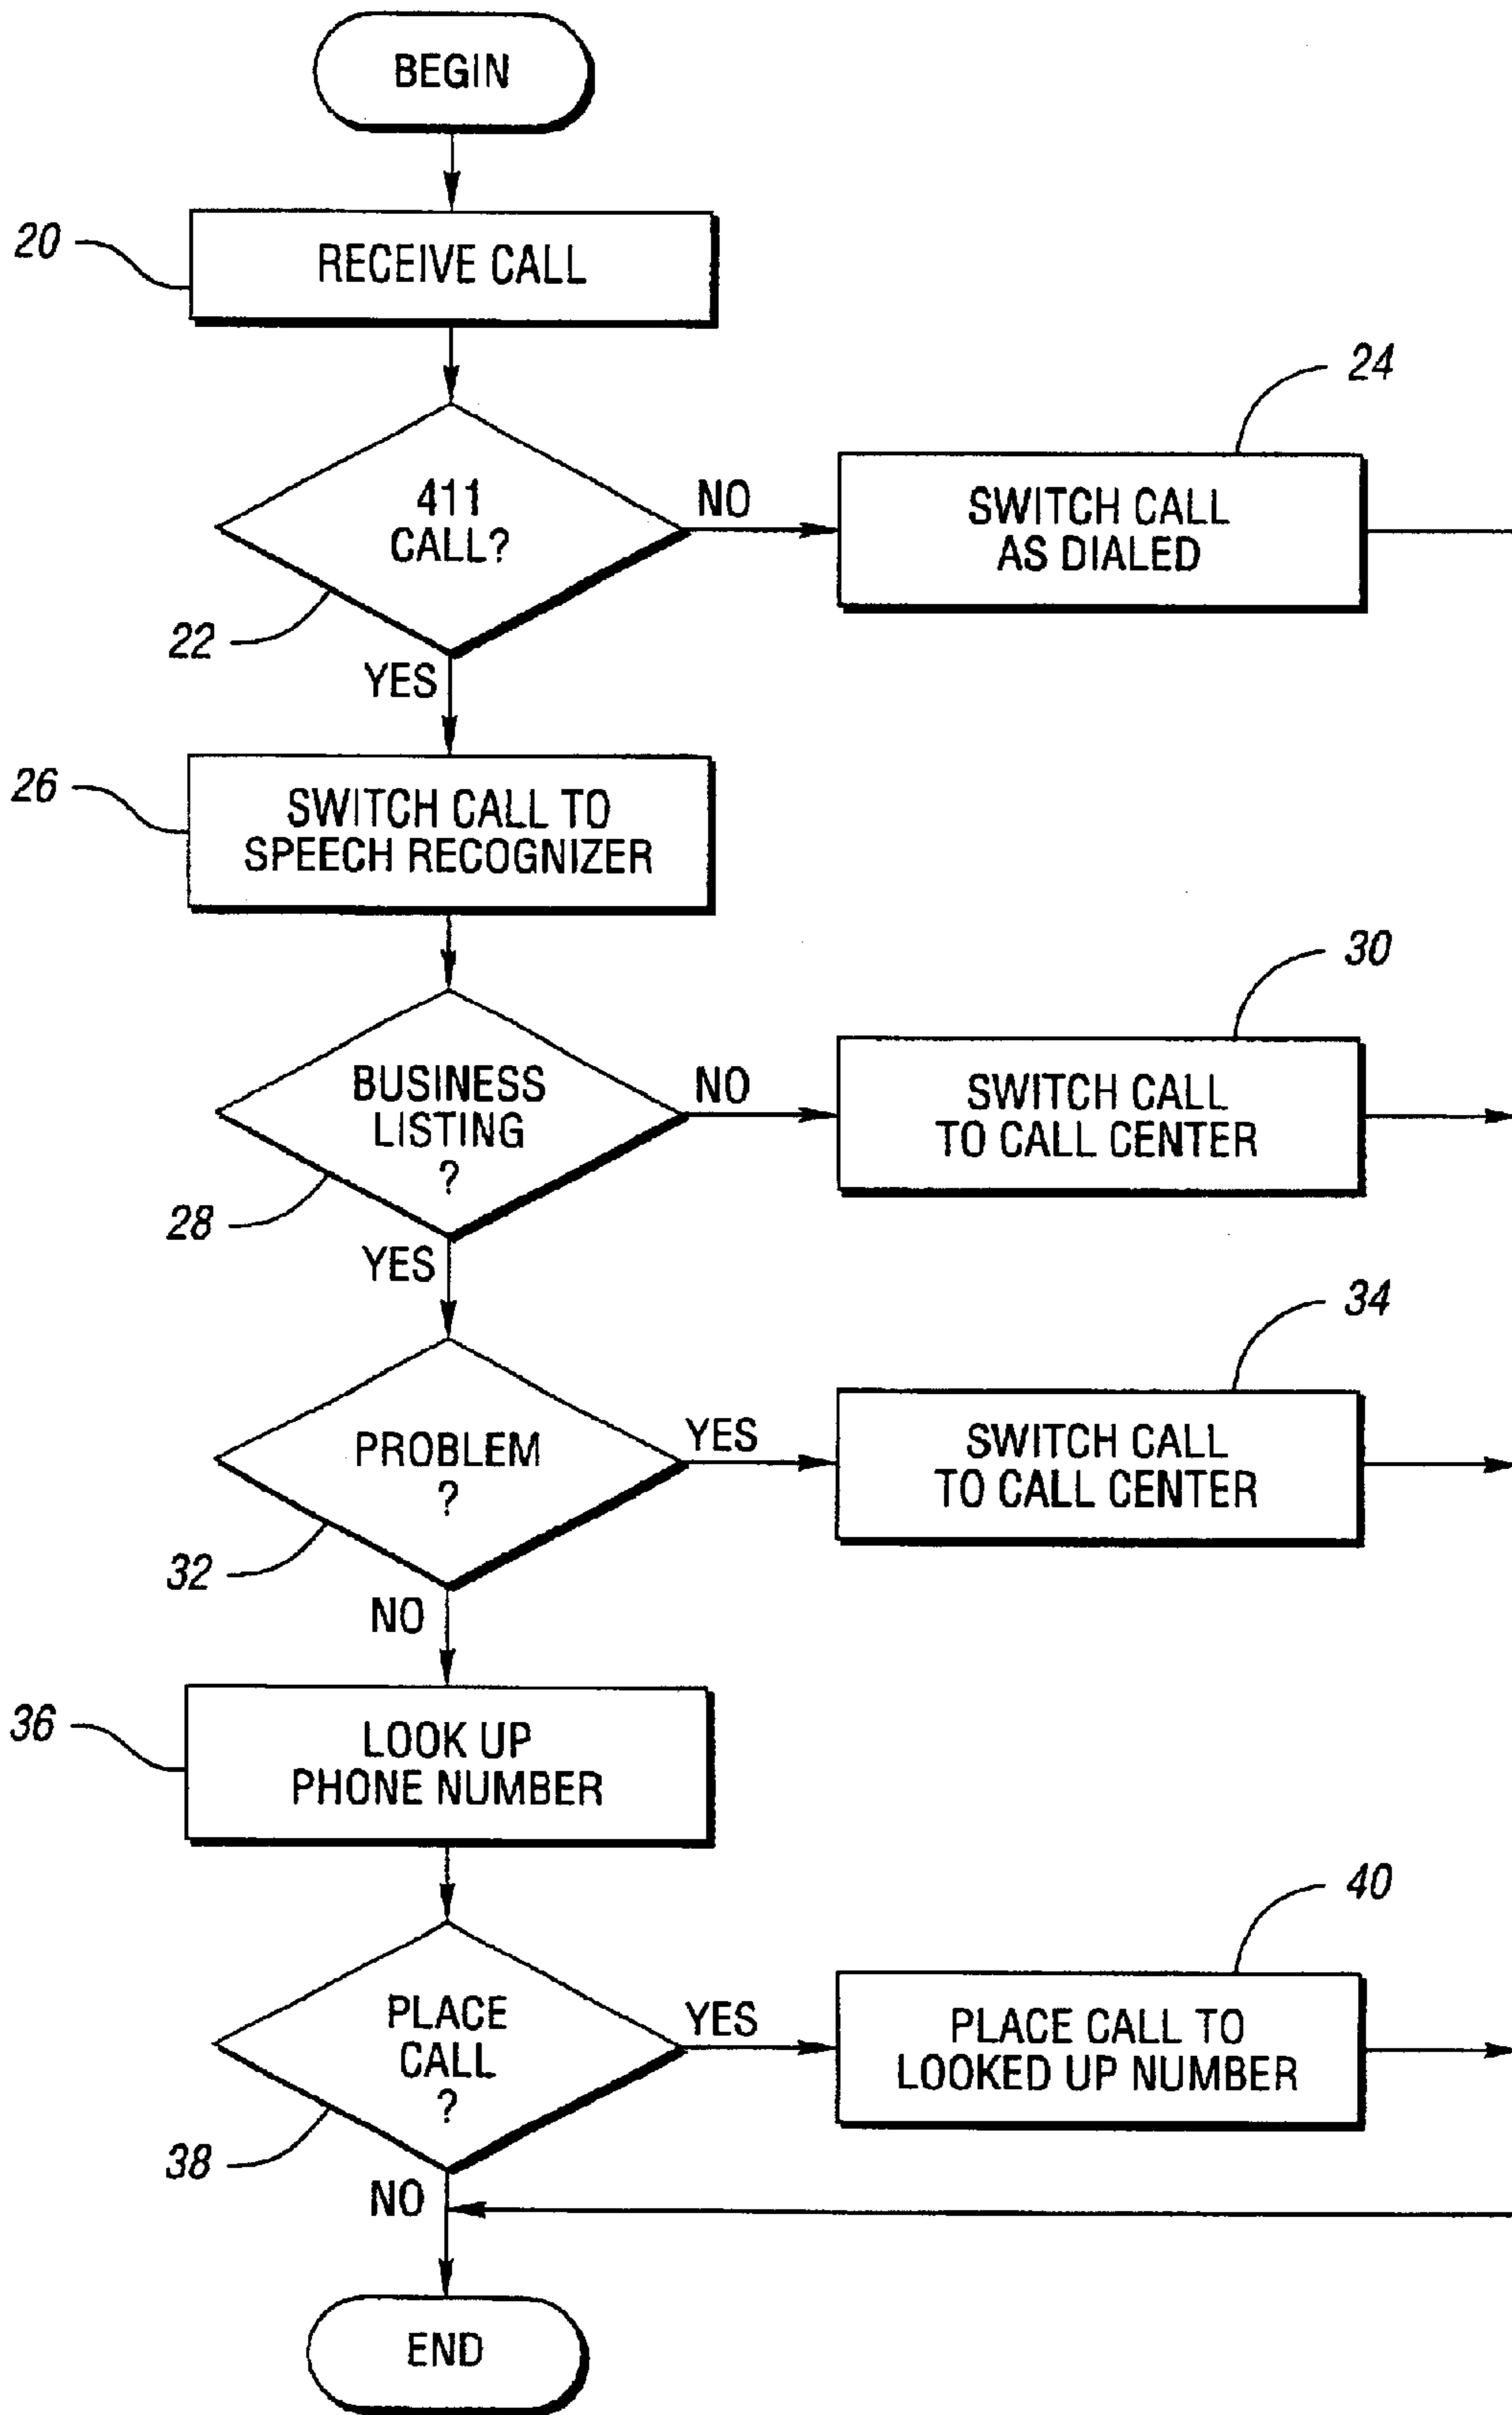 BEGIN
20
RECEIVE CALL
24
411
CALL?
NO
SWITCH CALL
AS DIALED
22
YES
26
SWITCH CALL TO
SPEECH RECOGNIZER
30
BUSINESS
LISTING
?
NO
SWITCH CALL
TO CALL CENTER
28
YES
34
PROBLEM
?
YES
SWITCH CALL
TO CALL CENTER
32
NO
36
LOOK UP
PHONE NUMBER
40
PLACE
CALL
?
YES
PLACE CALL TO
LOOKED UP NUMBER
38
NO
END